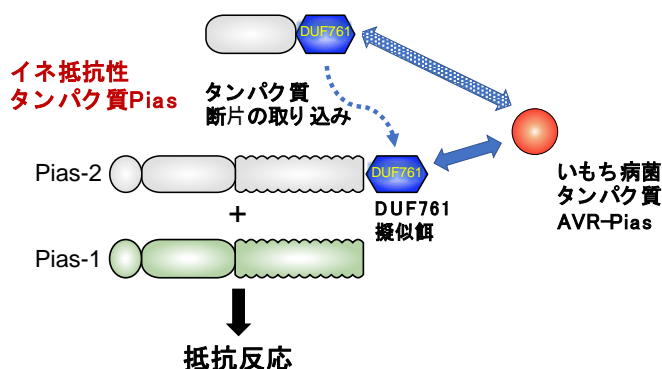 DUF761
イネ抵抗性
タンパク質Pias
タンパク質
断片の取り込み
いもち病菌
タンパク質
AVR-Pias
Pias-2
DUF761
DUF761
擬似餌
+
Pias-1
抵抗反応